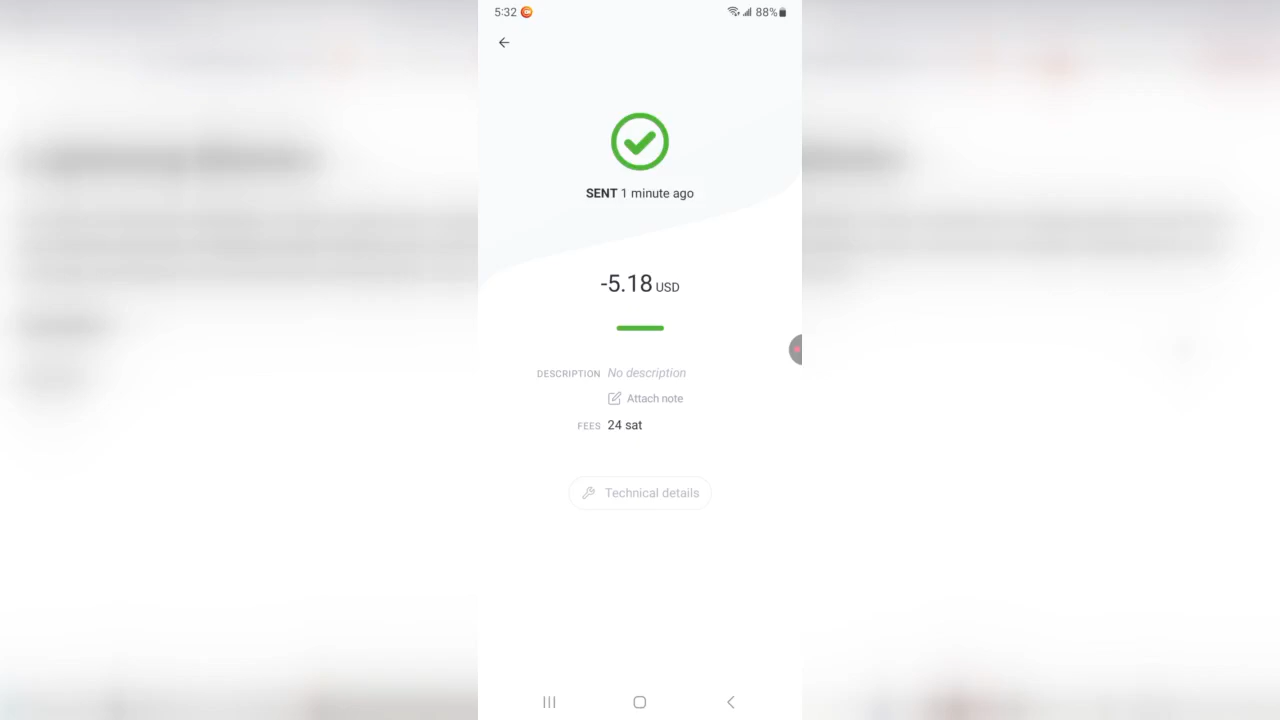 5:32 88%
SENT 1 minute ago
-5.18 USD
DESCRIPTION No description
Attach note
FEES 24 sat
Technical details